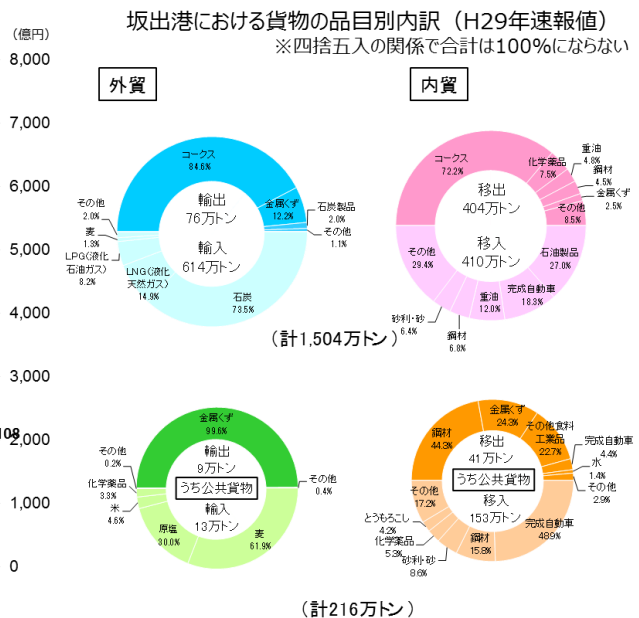 坂出港における貨物の品目別内訳（H29年速報値）
※四捨五入の関係で合計は100％にならない
(億円)
8,000
7,000
6,000
5,000
4,000
3,000
2,000
1,000
0
外貿
コークス
84.6%
金属くず
12.2%
石炭製品
2.0%
その他
1.1%
輸出
76万トン
輸入
614万トン
その他
2.0%
麦
1.3%
LPG(液化
石油ガス)
8.2%
LNG(液化
天然ガス)
14.9%
石炭
73.5%
内貿
コークス
72.2%
化学薬品
7.5%
重油
4.8%
鋼材
4.5%
金属くず
2.5%
その他
8.5%
移出
404万トン
移入
410万トン
その他
29.4%
石油製品
27.0%
完成自動車
18.3%
重油
12.0%
鋼材
6.8%
砂利・砂
6.4%
(計1,504万トン)
金属くず
99.6%
その他
0.4%
輸出
9万トン
うち公共貨物
輸入
13万トン
その他
0.2%
化学薬品
3.3%
米
4.6%
原塩
30.0%
麦
61.9%
鋼材
44.3%
金属くず
24.3%
その他食料
工業品
22.7%
完成自動車
4.4%
水
1.4%
その他
2.9%
移出
41万トン
うち公共貨物
移入
153万トン
その他
17.2%
とうもろこし
4.2%
化学薬品
5.3%
砂利・砂
8.6%
鋼材
15.8%
完成自動車
48.9%
(計216万トン)